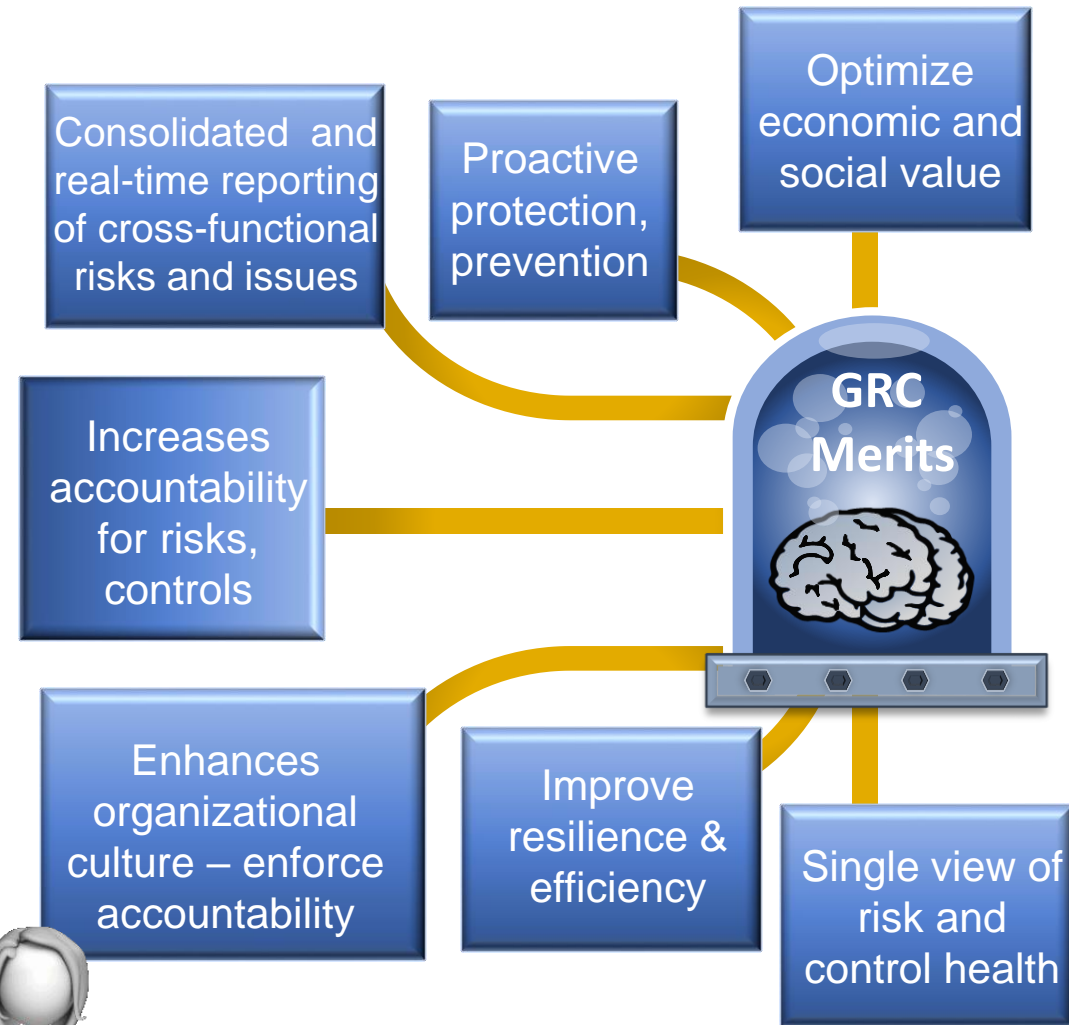 Optimize
economic and
social value
Consolidated and
real-time reporting
of cross-functional
risks and issues
Proactive
protection,
prevention
GRC
Merits
Increases
accountability
for risks,
controls
Enhances
organizational
culture – enforce
accountability
Improve
resilience &
efficiency
Single view of
risk and
control health